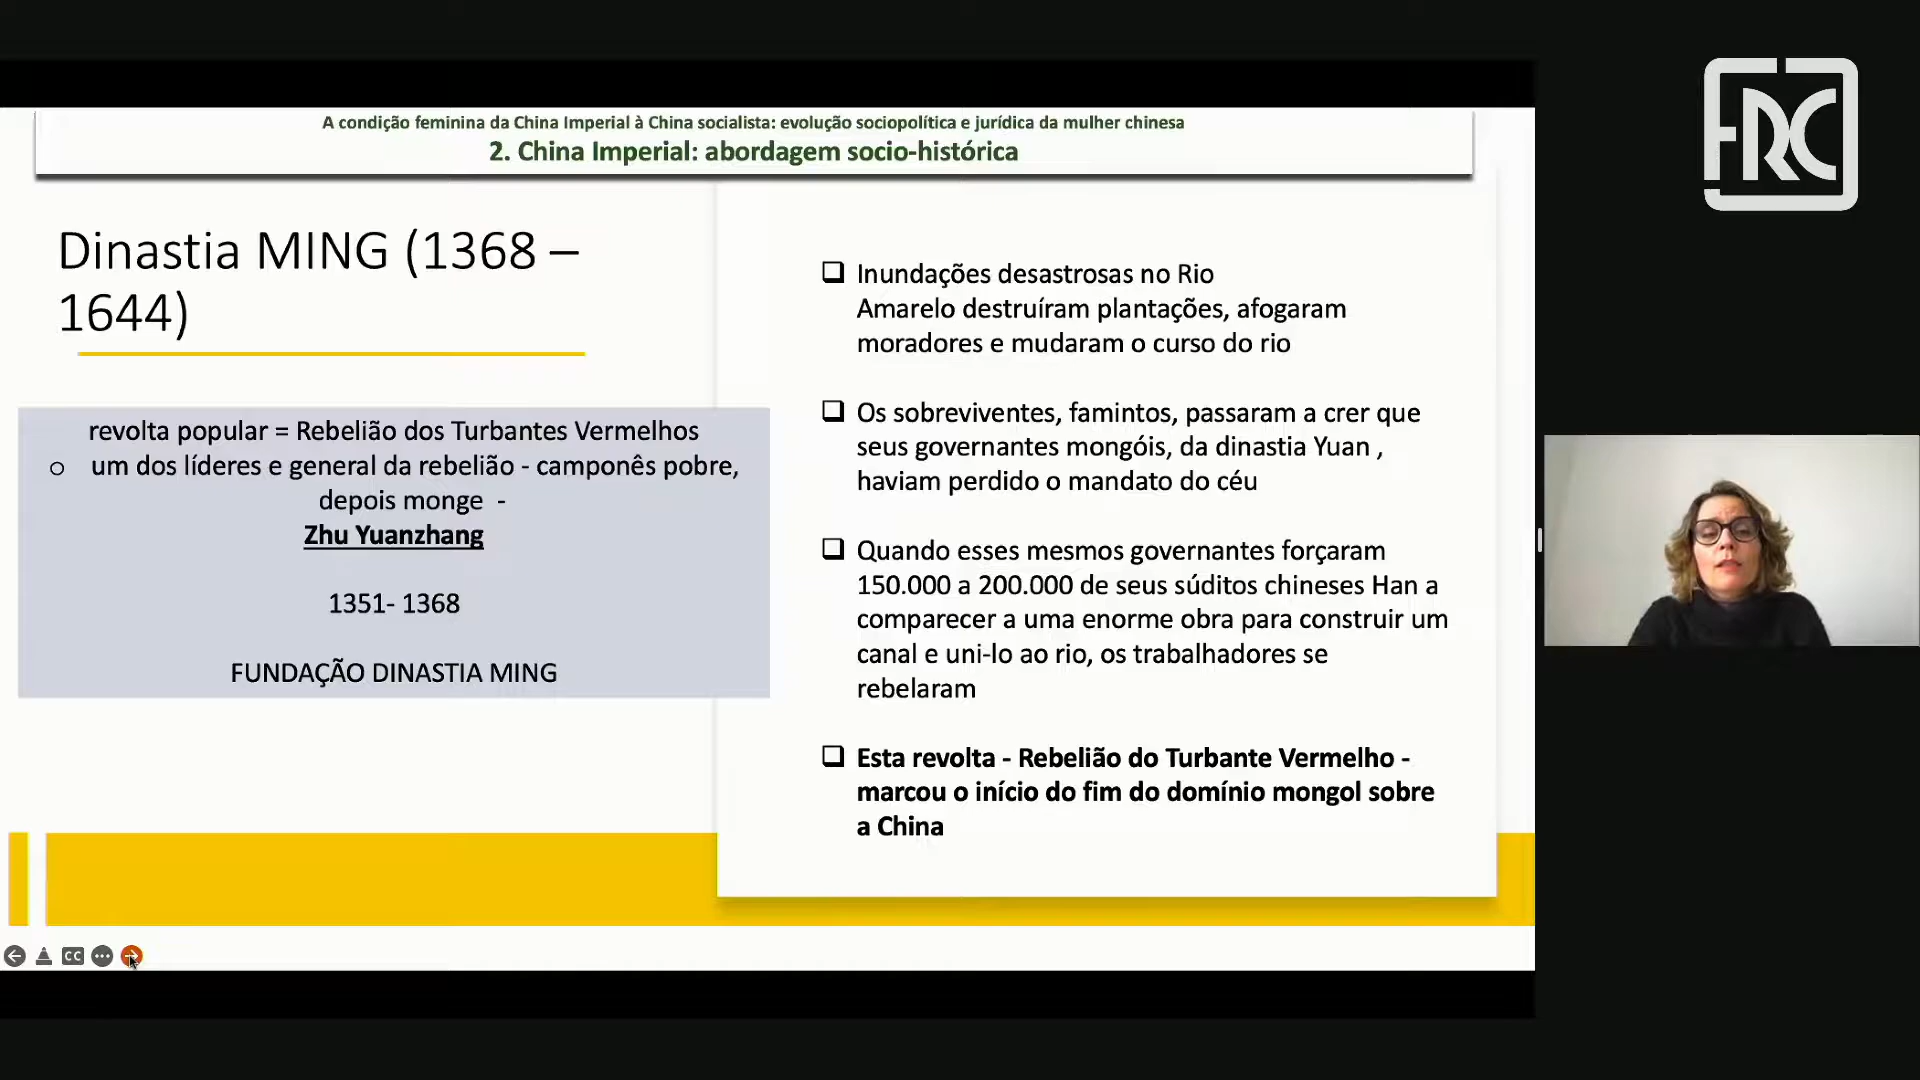 A condição feminina da China Imperial à China socialista: evolução sociopolítica e jurídica da mulher chinesa
2. China Imperial: abordagem socio-histórica
Dinastia MING (1368 –
1644)
revolta popular = Rebelião dos Turbantes Vermelhos
o um dos líderes e general da rebelião - camponês pobre,
depois monge -
Zhu Yuanzhang
1351- 1368
FUNDAÇÃO DINASTIA MING
❑ Inundações desastrosas no Rio
Amarelo destruíram plantações, afogaram
moradores e mudaram o curso do rio
❑ Os sobreviventes, famintos, passaram a crer que
seus governantes mongóis, da dinastia Yuan ,
haviam perdido o mandato do céu
❑ Quando esses mesmos governantes forçaram
150.000 a 200.000 de seus súditos chineses Han a
comparecer a uma enorme obra para construir um
canal e uni-lo ao rio, os trabalhadores se
rebelaram
❑ Esta revolta - Rebelião do Turbante Vermelho -
marcou o início do fim do domínio mongol sobre
a China
CC
FRC